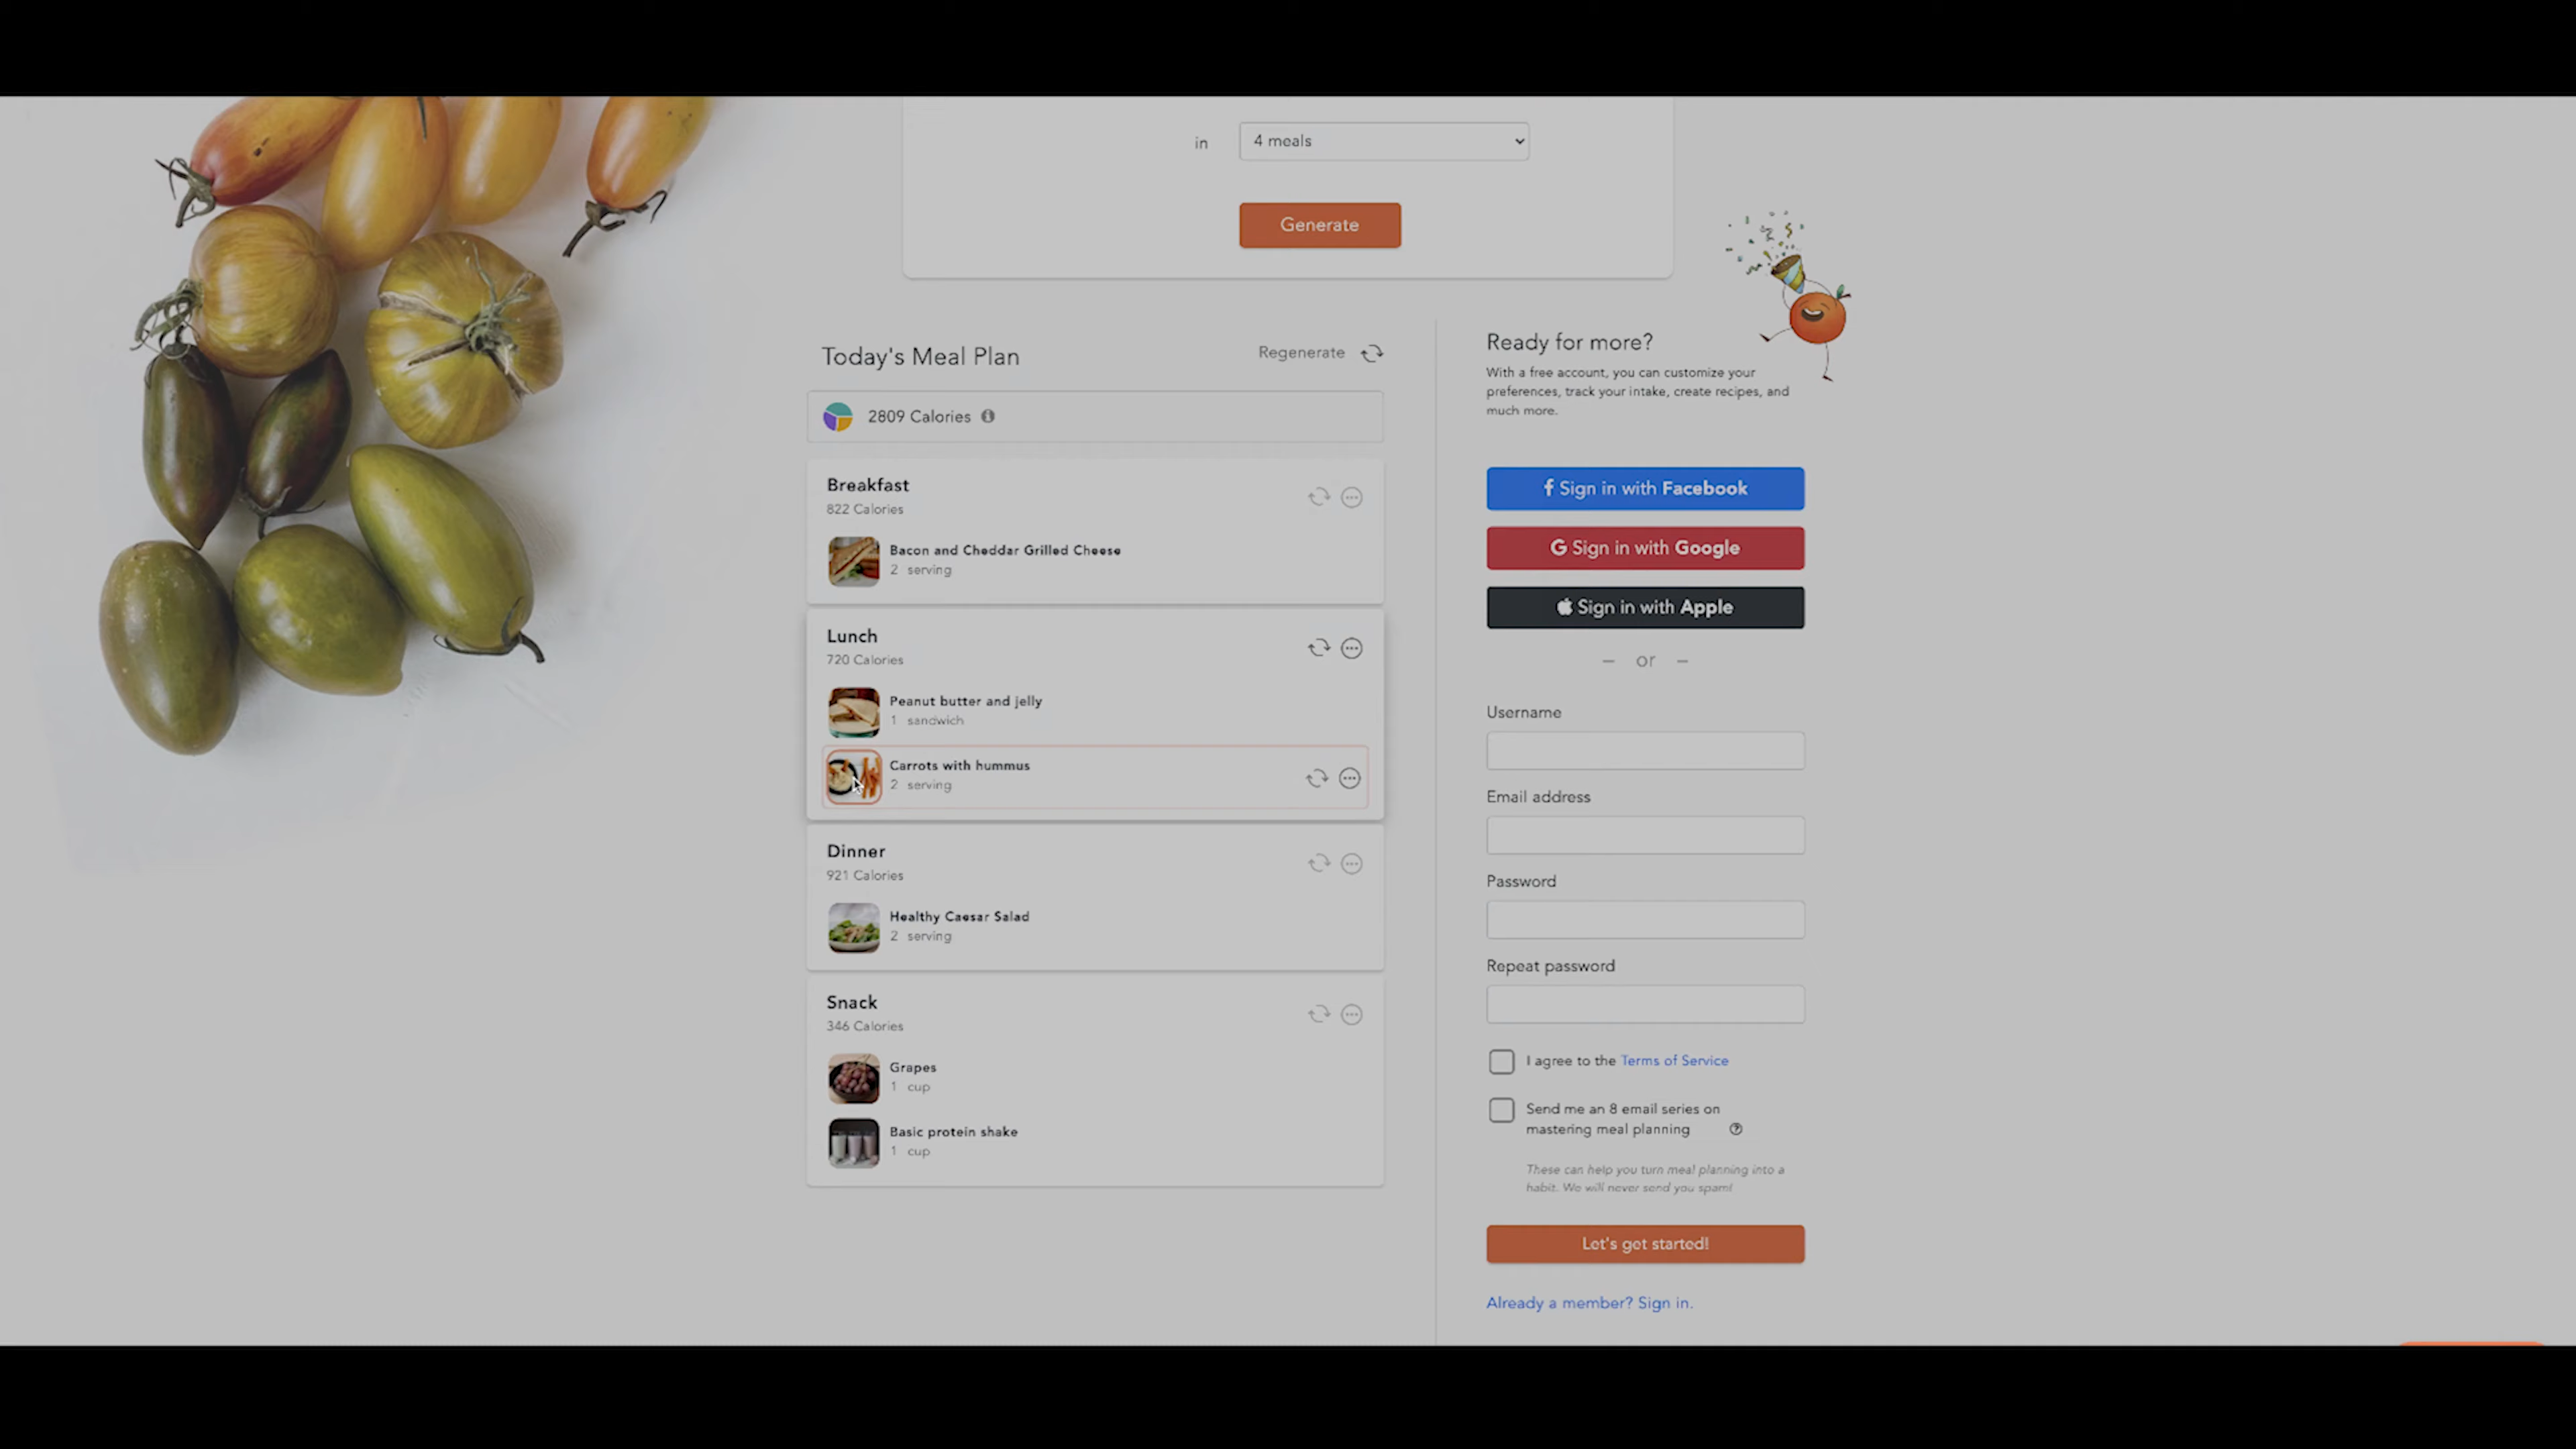 in
4 meals
Generate
Today's Meal Plan
Regenerate
2809 Calories
Breakfast
822 Calories
Bacon and Cheddar Grilled Cheese
2 serving
Lunch
720 Calories
Peanut butter and jelly
1 sandwich
Carrots with hummus
2 serving
Dinner
921 Calories
Healthy Caesar Salad
2 serving
Snack
346 Calories
Grapes
1 cup
Basic protein shake
1 cup
Ready for more?
With a free account, you can customize your
preferences, track your intake, create recipes, and
much more.
Sign in with Facebook
Sign in with Google
Sign in with Apple
– or –
Username
Email address
Password
Repeat password
I agree to the Terms of Service
Send me an 8 email series on
mastering meal planning
These can help you turn meal planning into a
habit. We will never send you spam!
Let's get started!
Already a member? Sign in.